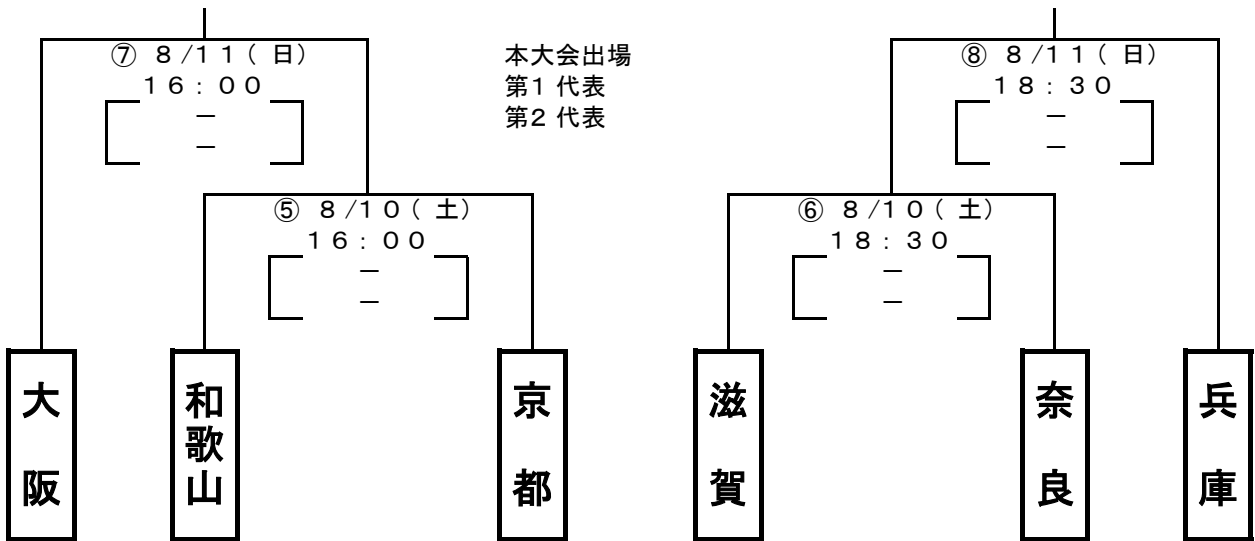 ⑦ 8/11(日)
16:00
－
－
本大会出場
第1代表
第2代表
⑧ 8/11(日)
18:30
－
－
⑤ 8/10(土)
16:00
－
－
⑥ 8/10(土)
18:30
－
－
大阪
和歌山
京都
滋賀
奈良
兵庫